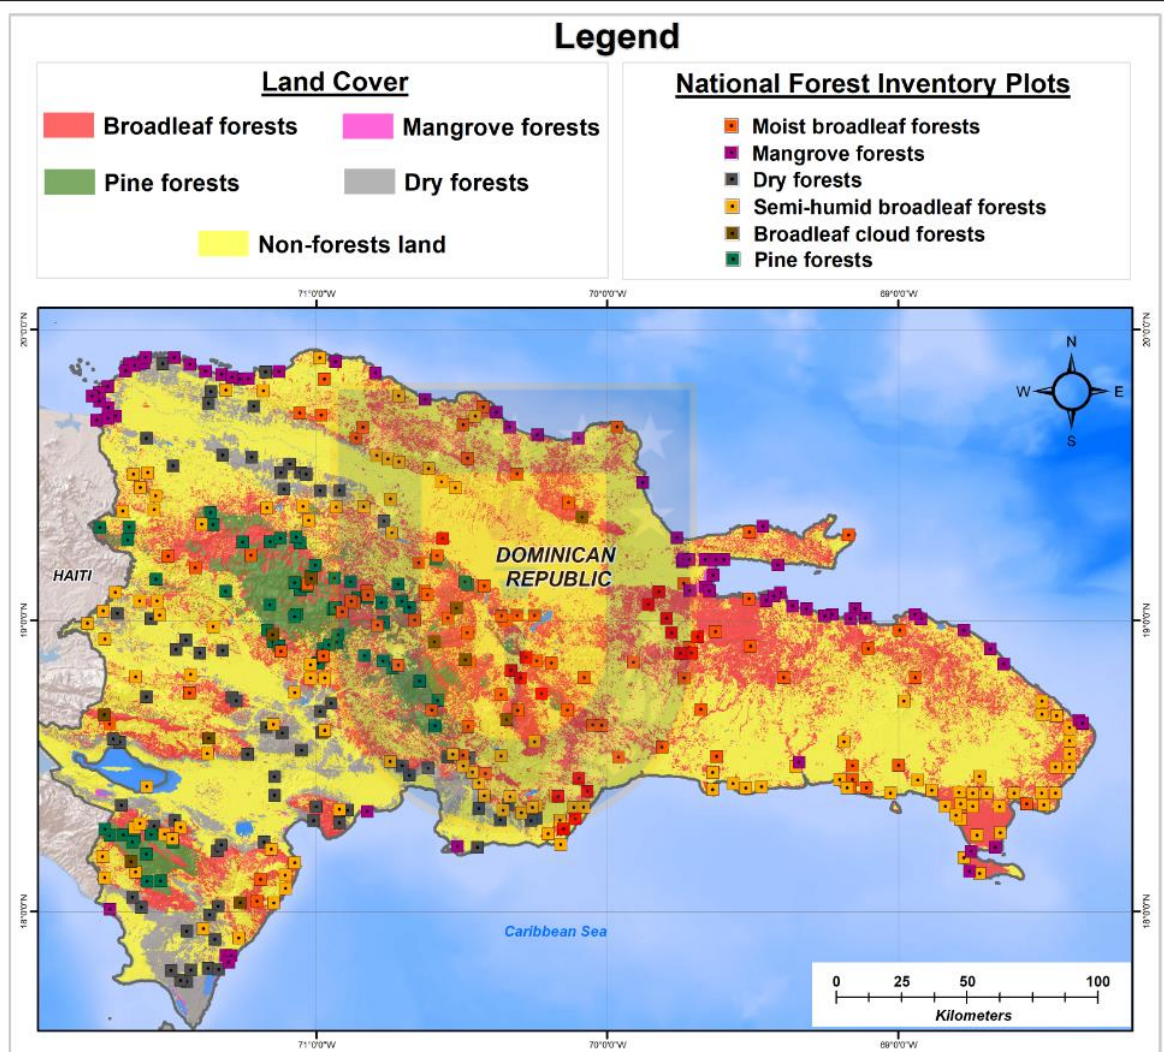 Legend
Land Cover
Broadleaf forests
Mangrove forests
Pine forests
Dry forests
Non-forests land
National Forest Inventory Plots
Moist broadleaf forests
Mangrove forests
Dry forests
Semi-humid broadleaf forests
Broadleaf cloud forests
Pine forests
71°0'0"W
70°0'0"W
69°0'0"W
20°0'0"N
20°0'0"N
N
W
E
S
HAITI
DOMINICAN
REPUBLIC
19°0'0"N
19°0'0"N
18°0'0"N
18°0'0"N
Caribbean Sea
0 25 50 100
Kilometers
71°0'0"W
70°0'0"W
69°0'0"W